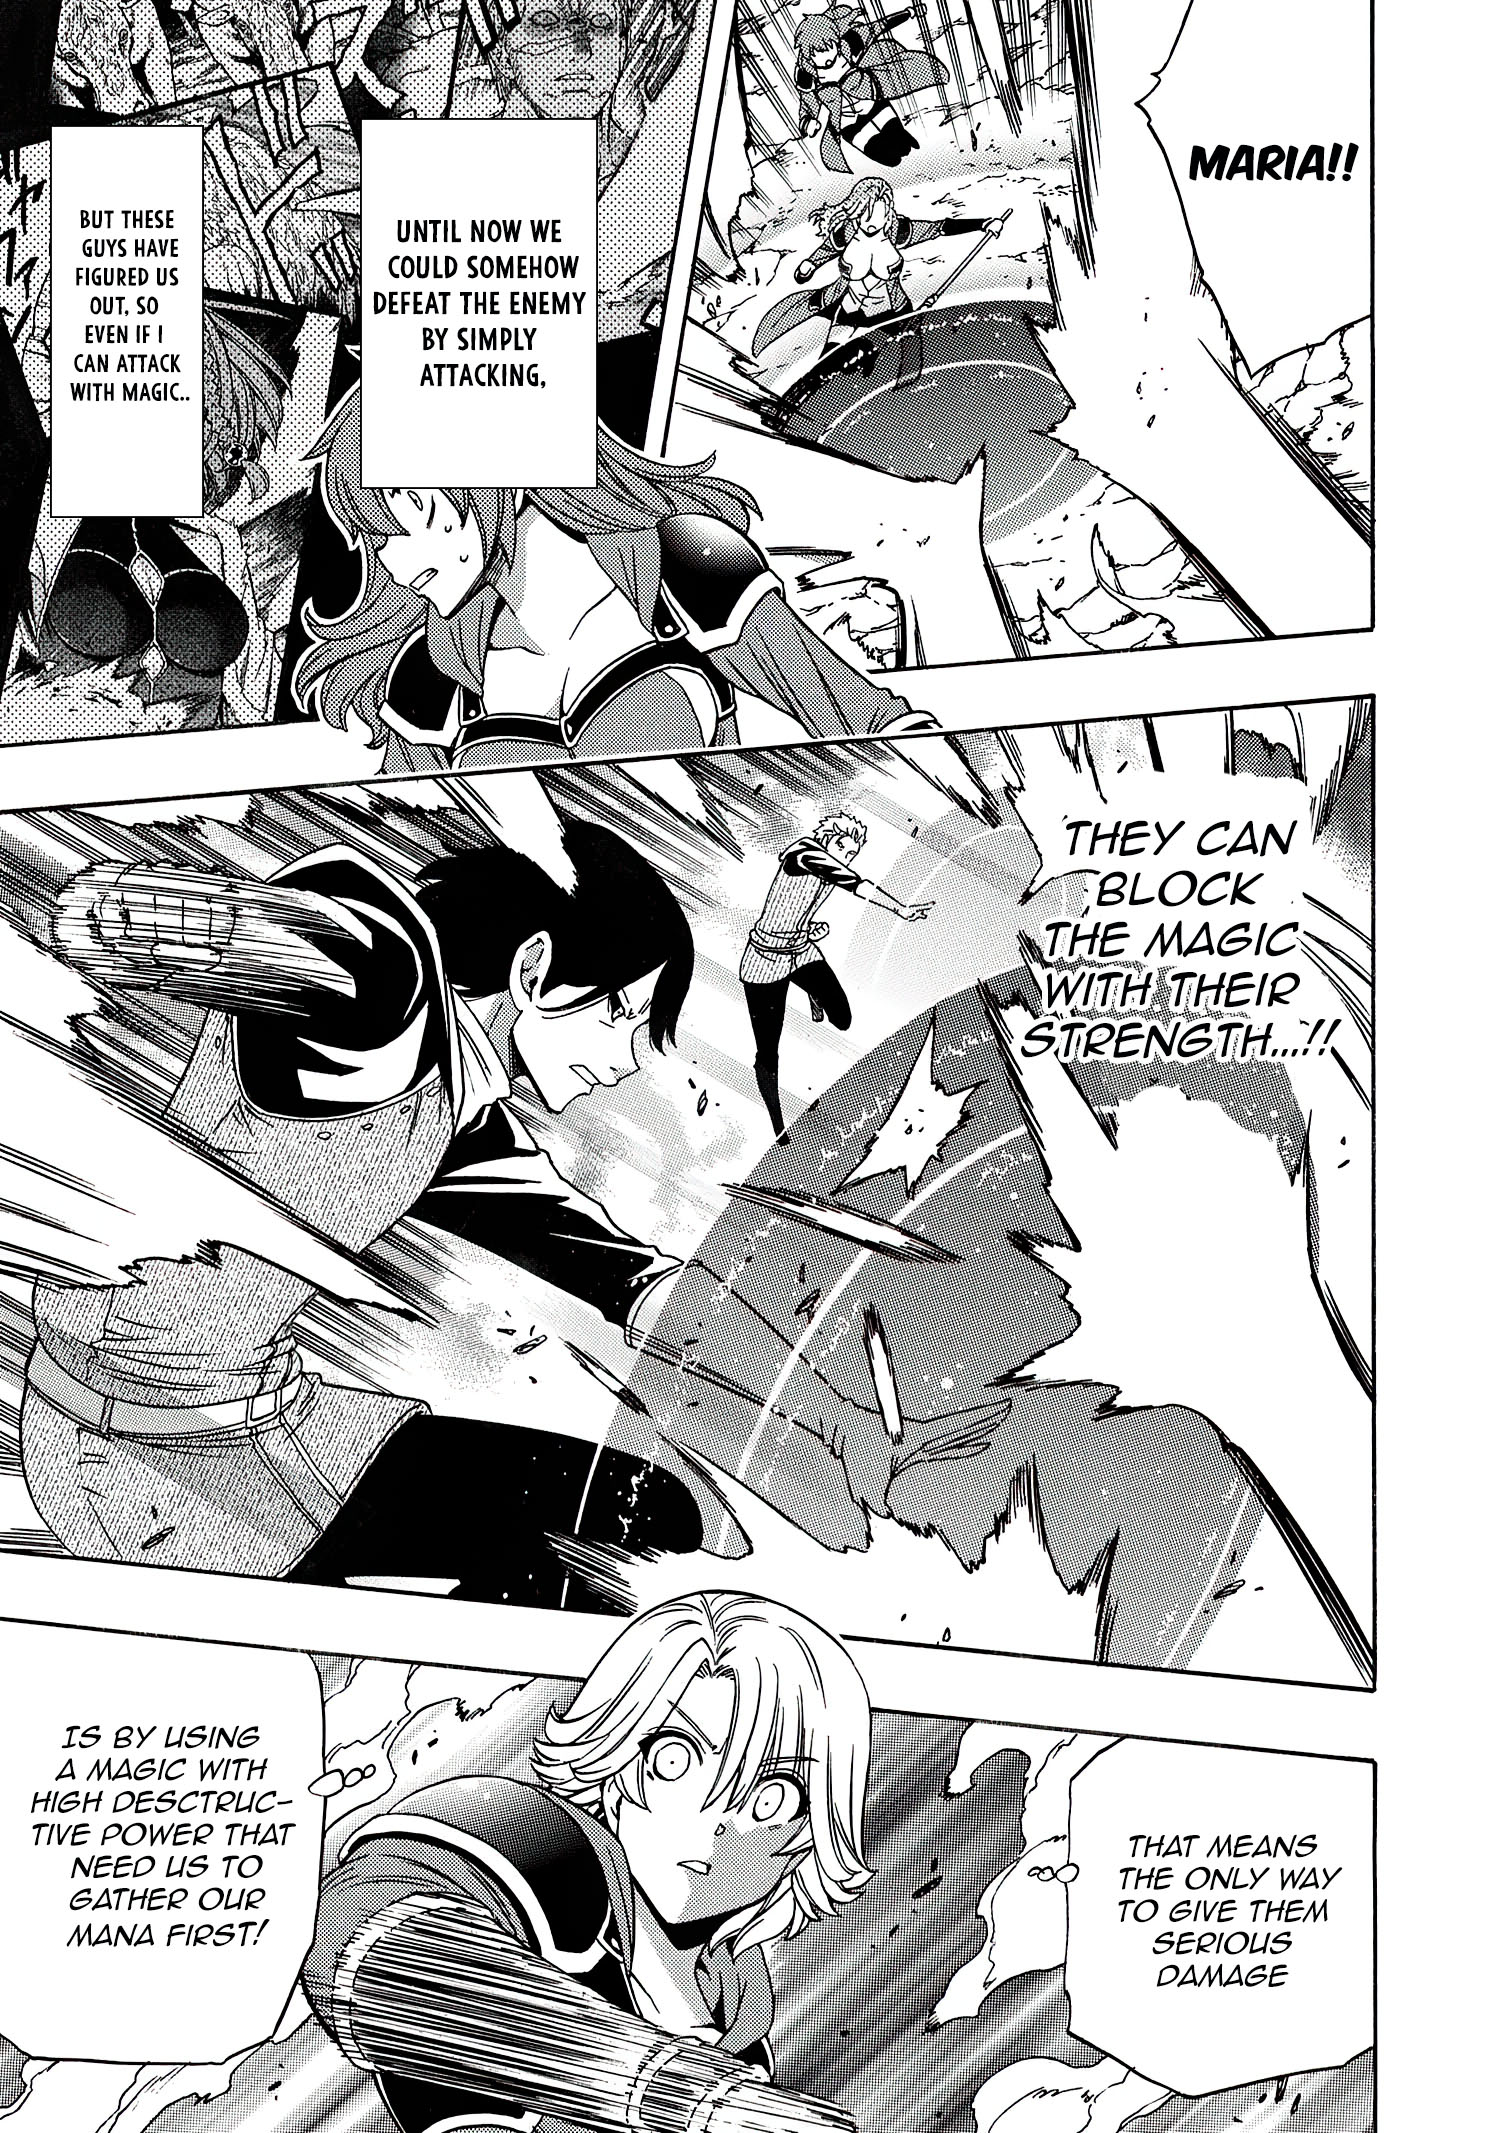 MARIA!!
UNTIL NOW WE
COULD SOMEHOW
DEFEAT THE ENEMY
BY SIMPLY
ATTACKING,
BUT THESE
GUYS HAVE
FIGURED US
OUT, SO
EVEN IF I
CAN ATTACK
WITH MAGIC..
THEY CAN
BLOCK
THE MAGIC
WITH THEIR
STRENGTH...!!
THAT MEANS
THE ONLY WAY
TO GIVE THEM
SERIOUS
DAMAGE
IS BY USING
A MAGIC WITH
HIGH DESCTRUC-
TIVE POWER THAT
NEED US TO
GATHER OUR
MANA FIRST!